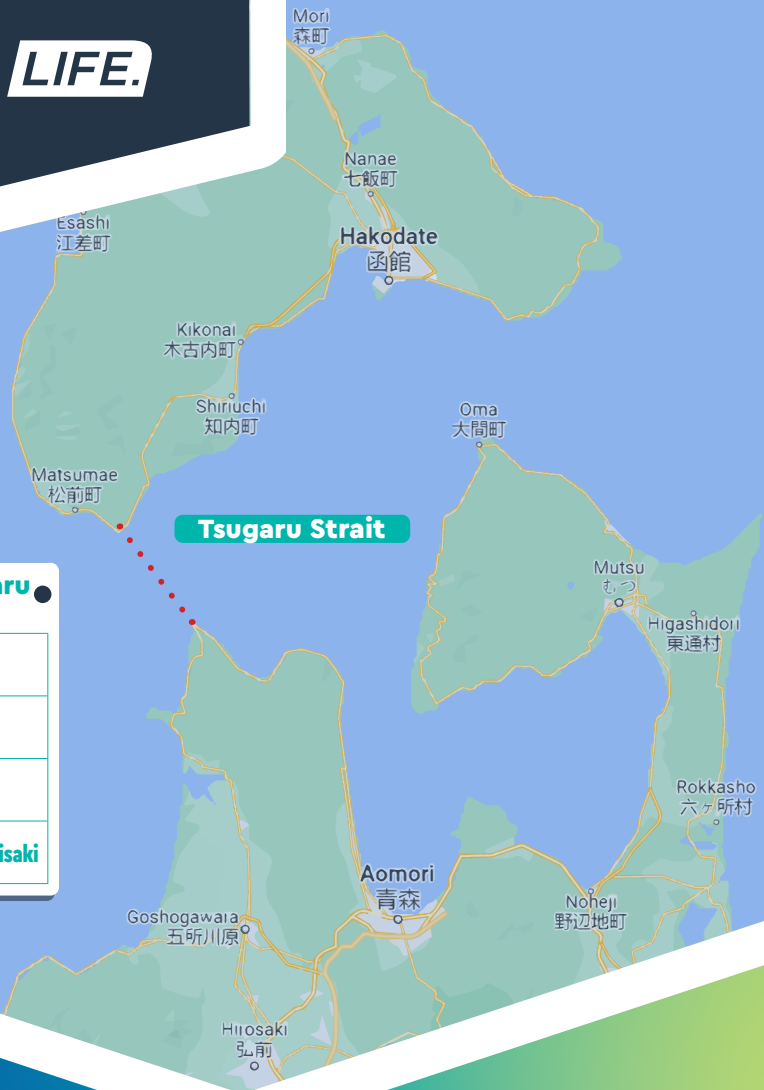 LIFE.
Mori
森町
Nanae
七飯町
Esashi
江差町
Hakodate
函館
Kikonai
木古内町
Shiriuchi
知内町
Oma
大間町
Matsumae
松前町
Tsugaru Strait
Mutsu
むつ
aru
Higashidori
東通村
Rokkasho
六ヶ所村
isaki
Aomori
青森
Noheji
野辺地町
Goshogawara
五所川原
Hirosaki
弘前